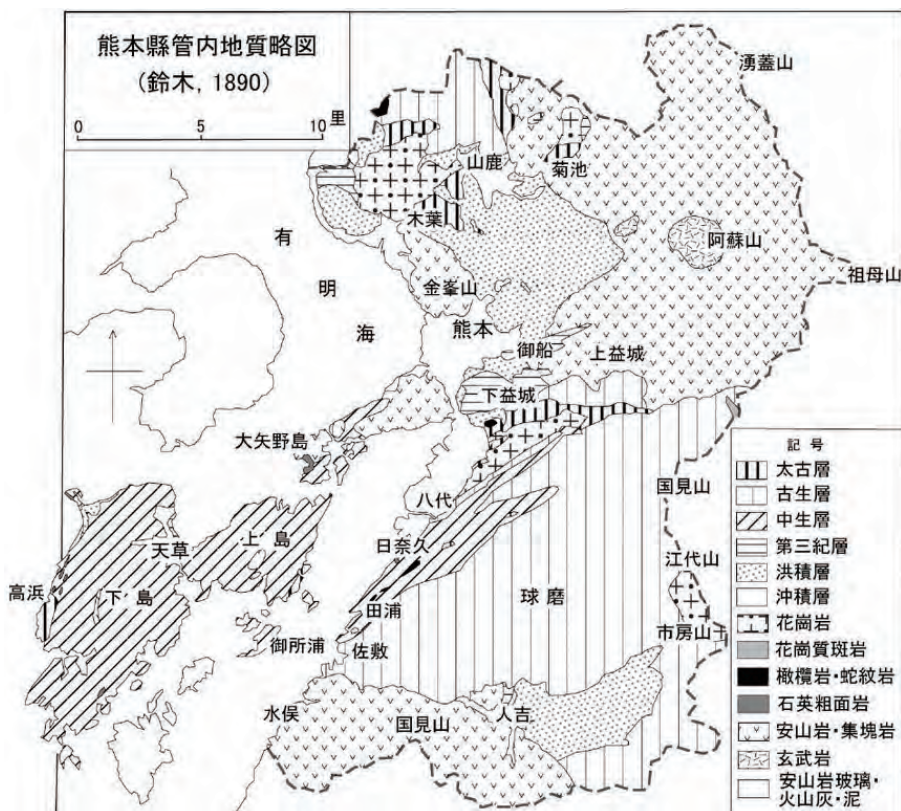 熊本縣管内地質略図
(鈴木, 1890)
0 5 10 里
湧蓋山
山鹿
菊池
木葉
阿蘇山
祖母山
有
明
海
金峯山
熊本
御船
上益城
下益城
大矢野島
八代
国見山
日奈久
天草
上島
江代山
高浜
下島
田浦
球磨
市房山
御所浦
佐敷
水俣
国見山
人吉
記号
太古層
古生層
中生層
第三紀層
洪積層
沖積層
花崗岩
花崗質斑岩
橄欖岩・蛇紋岩
石英粗面岩
安山岩・集塊岩
玄武岩
安山岩玻璃・
火山灰・泥